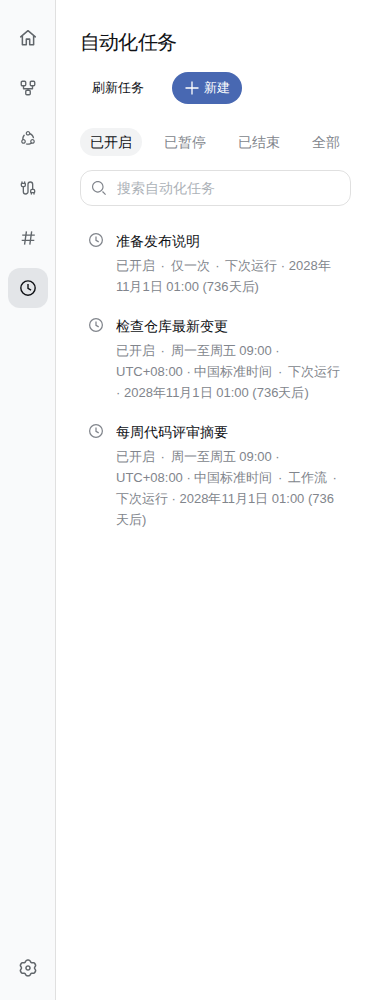 自动化任务
刷新任务
新建
已开启
已暂停
已结束
全部
搜索自动化任务
准备发布说明
已开启 · 仅一次 · 下次运行 · 2028年
11月1日 01:00 (736天后)
检查仓库最新变更
已开启 · 周一至周五 09:00 ·
UTC+08:00 · 中国标准时间 · 下次运行
· 2028年11月1日 01:00 (736天后)
每周代码评审摘要
已开启 · 周一至周五 09:00 ·
UTC+08:00 · 中国标准时间 · 工作流 ·
下次运行 · 2028年11月1日 01:00 (736
天后)